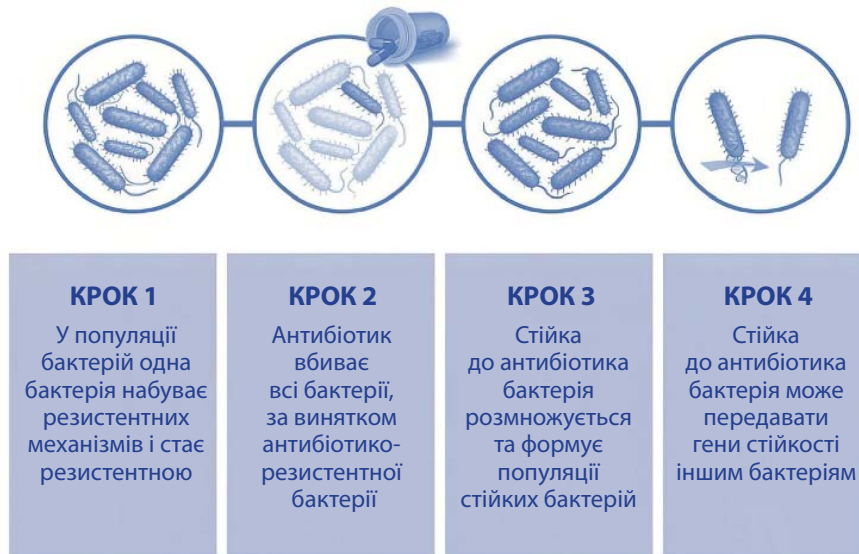 КРОК 1
У популяції
бактерій одна
бактерія набуває
резистентних
механізмів і стає
резистентною
КРОК 2
Антибіотик
вбиває
всі бактерії,
за винятком
антибіотико-
резистентної
бактерії
КРОК 3
Стійка
до антибіотика
бактерія
розмножується
та формує
популяції
стійких бактерій
КРОК 4
Стійка
до антибіотика
бактерія може
передавати
гени стійкості
іншим бактеріям